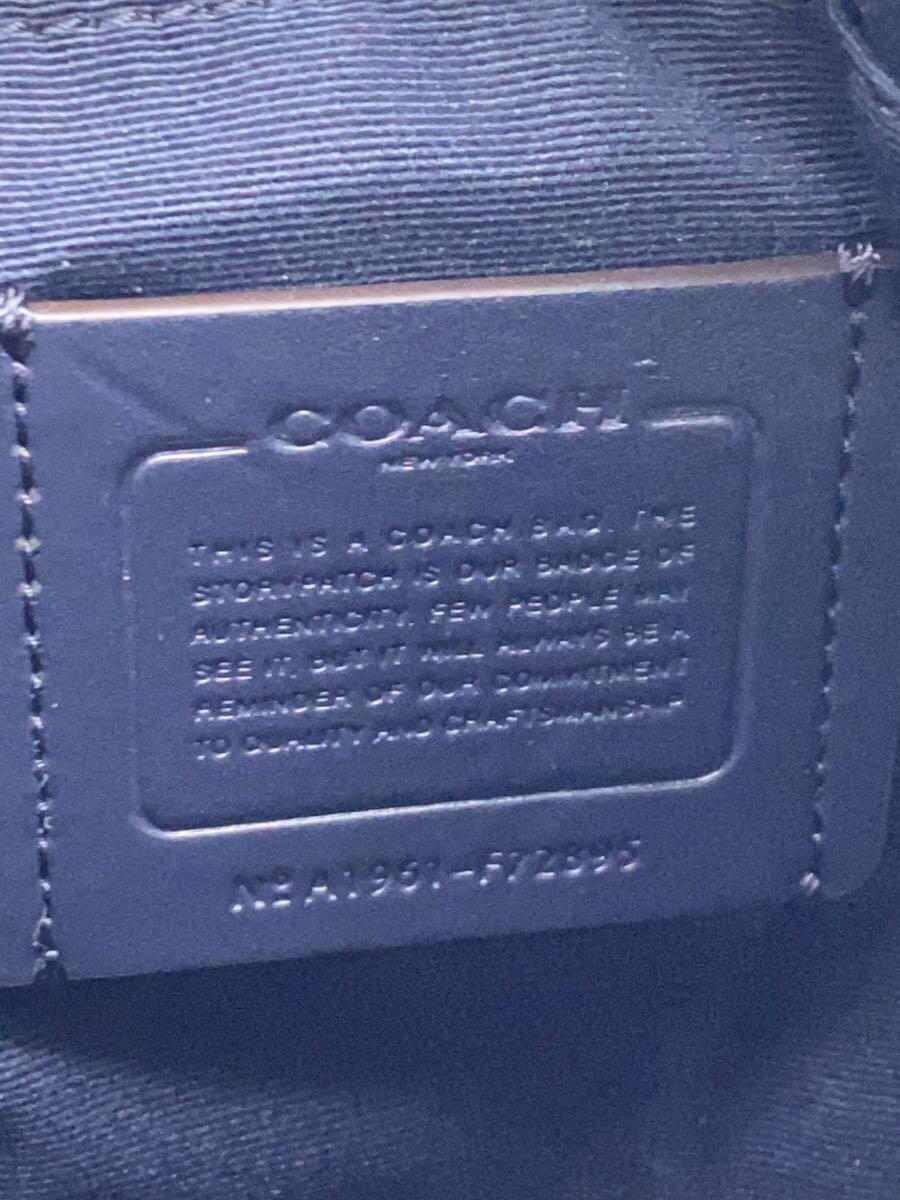 COACH
NEW YORK
THIS IS A COACH BAG. THE
STORYPATCH IS OUR BADGE OF
AUTHENTICITY. FEW PEOPLE MAY
SEE IT, BUT IT WILL ALWAYS BE A
REMINDER OF OUR COMMITMENT
TO QUALITY AND CRAFTSMANSHIP.
Nº